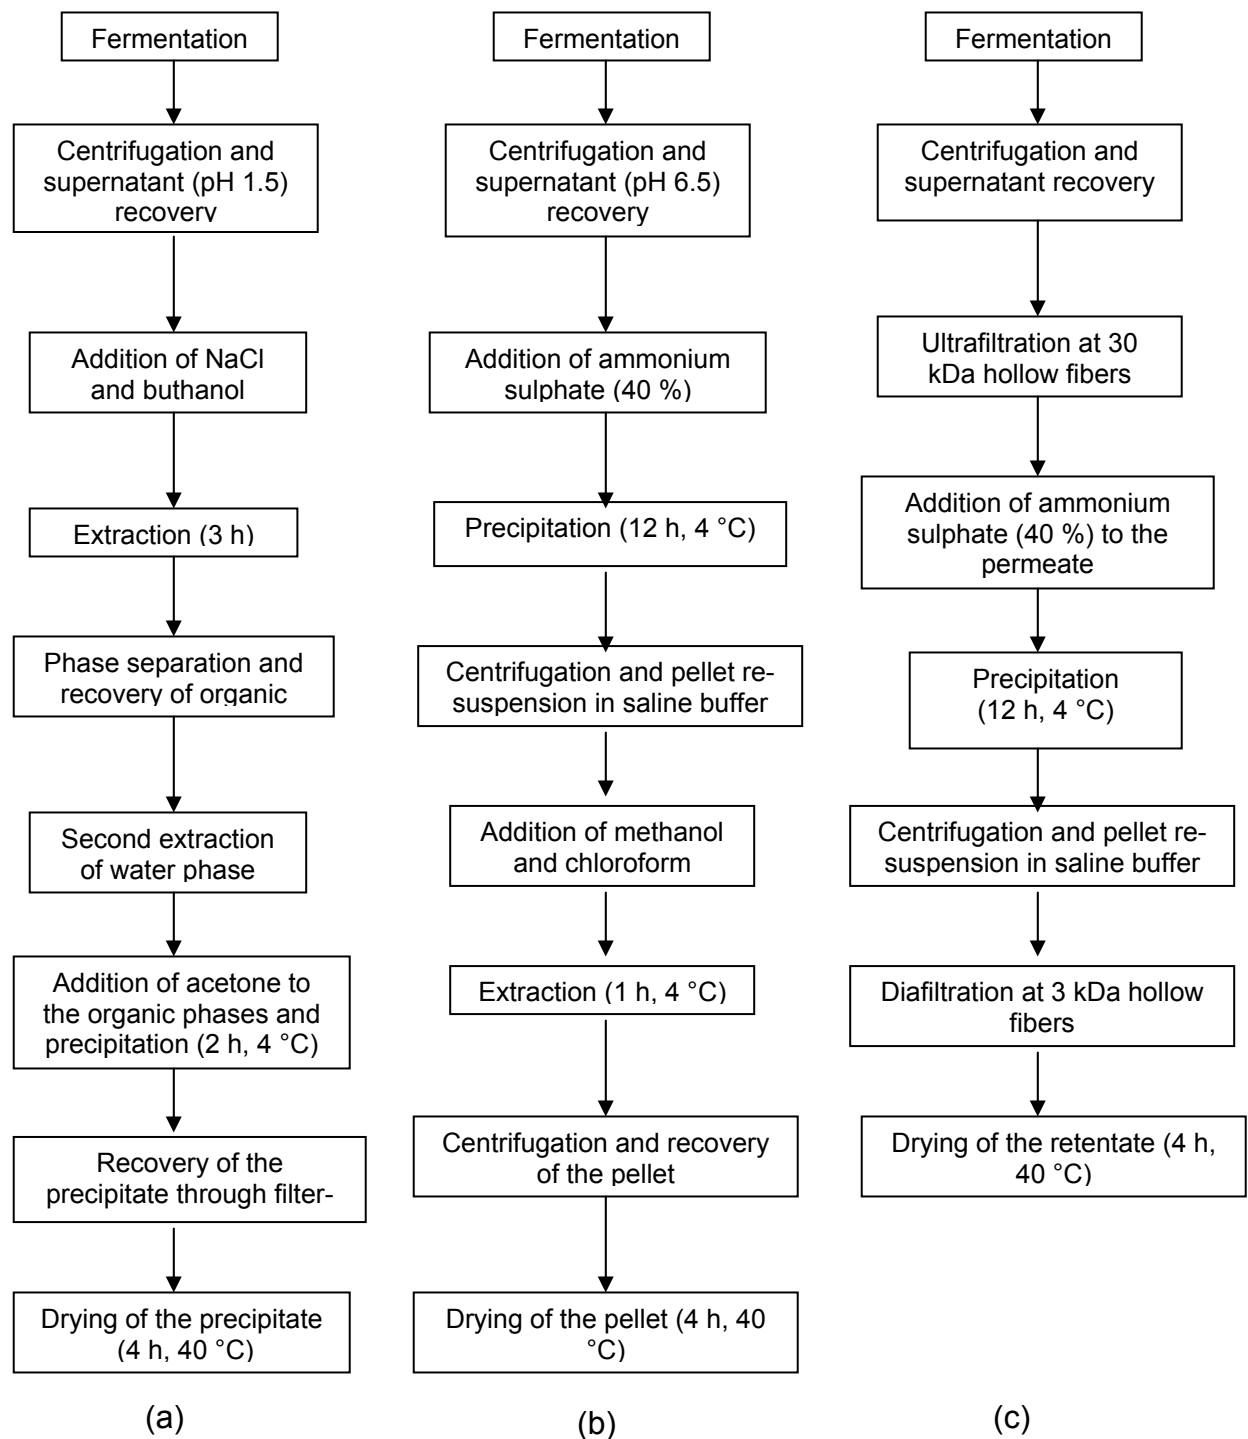 Fermentation
Centrifugation and
supernatant (pH 1.5)
recovery
Addition of NaCl
and buthanol
Extraction (3 h)
Phase separation and
recovery of organic
Second extraction
of water phase
Addition of acetone to
the organic phases and
precipitation (2 h, 4 °C)
Recovery of the
precipitate through filter-
Drying of the precipitate
(4 h, 40 °C)
(a)
Fermentation
Centrifugation and
supernatant (pH 6.5)
recovery
Addition of ammonium
sulphate (40 %)
Precipitation (12 h, 4 °C)
Centrifugation and pellet re-
suspension in saline buffer
Addition of methanol
and chloroform
Extraction (1 h, 4 °C)
Centrifugation and recovery
of the pellet
Drying of the pellet (4 h, 40
°C)
(b)
Fermentation
Centrifugation and
supernatant recovery
Ultrafiltration at 30
kDa hollow fibers
Addition of ammonium
sulphate (40 %) to the
permeate
Precipitation
(12 h, 4 °C)
Centrifugation and pellet re-
suspension in saline buffer
Diafiltration at 3 kDa hollow
fibers
Drying of the retentate (4 h,
40 °C)
(c)